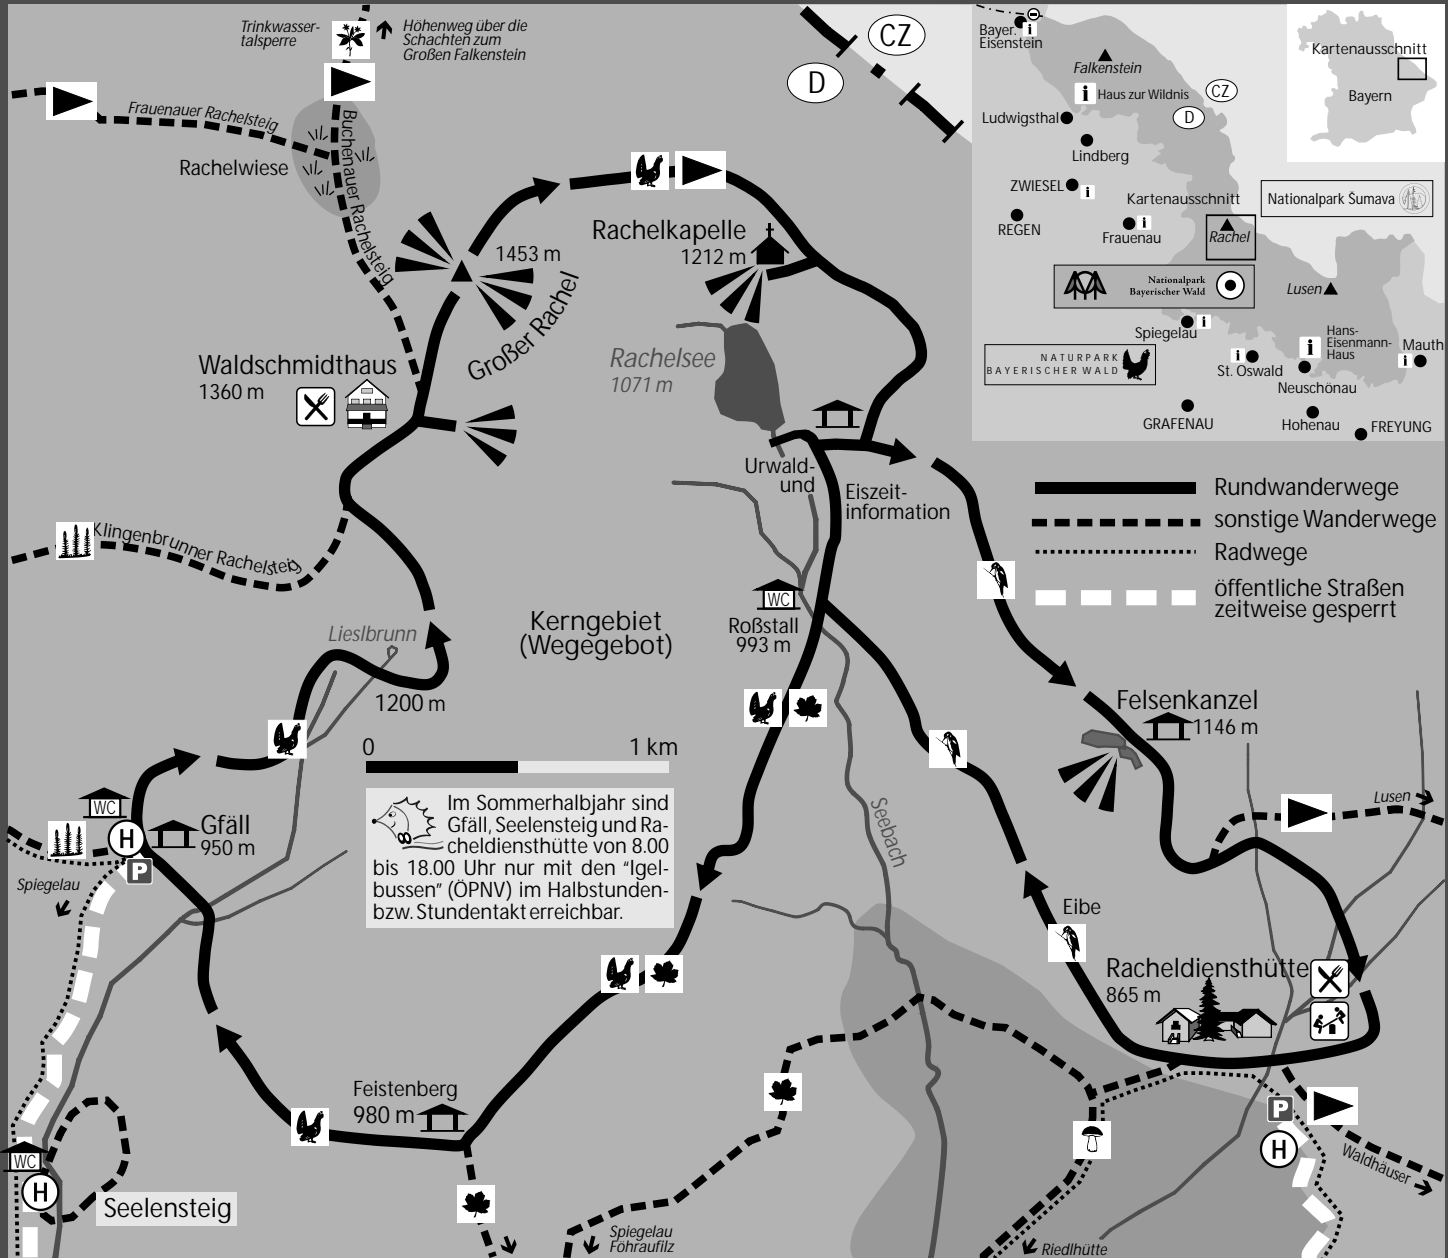 Trinkwasser-
talsperre
Höhenweg über die
Schachten zum
Großen Falkenstein
CZ
D
Frauenauer Rachelsteig
Buchenauer Rachelsteig
Rachelwiese
1453 m
Großer Rachel
Rachelkapelle
1212 m
Waldschmidthaus
1360 m
Rachelsee
1071 m
Urwald-
und
Eiszeit-
information
Klingenbrunner Rachelsteig
Lieslbrunn
1200 m
Kerngebiet
(Wegegebot)
WC
Roßstall
993 m
0
1 km
Im Sommerhalbjahr sind
Gfäll, Seelensteig und Ra-
cheldiensthütte von 8.00
bis 18.00 Uhr nur mit den "Igel-
bussen" (ÖPNV) im Halbstunden-
bzw. Stundentakt erreichbar.
8
WC
H
Gfäll
950 m
P
Spiegelau
Seebach
Felsenkanzel
1146 m
Lusen
Eibe
Racheldiensthütte
865 m
Feistenberg
980 m
WC
H
Seelensteig
P
H
Waldhäuser
Spiegelau
Föhraufilz
Riedlhütte
Bayer.
Eisenstein
i
Falkenstein
i
Haus zur Wildnis
CZ
D
Ludwigsthal
Lindberg
ZWIESEL
i
REGEN
Frauenau
i
Kartenausschnitt
Rachel
Nationalpark Šumava
Nationalpark
Bayerischer Wald
Lusen
Spiegelau
i
NATURPARK
BAYERISCHER WALD
i
St. Oswald
i
Hans-
Eisenmann-
Haus
Mauth
i
Neuschönau
GRAFENAU
Hohenau
FREYUNG
Kartenausschnitt
Bayern
Rundwanderwege
sonstige Wanderwege
Radwege
öffentliche Straßen
zeitweise gesperrt